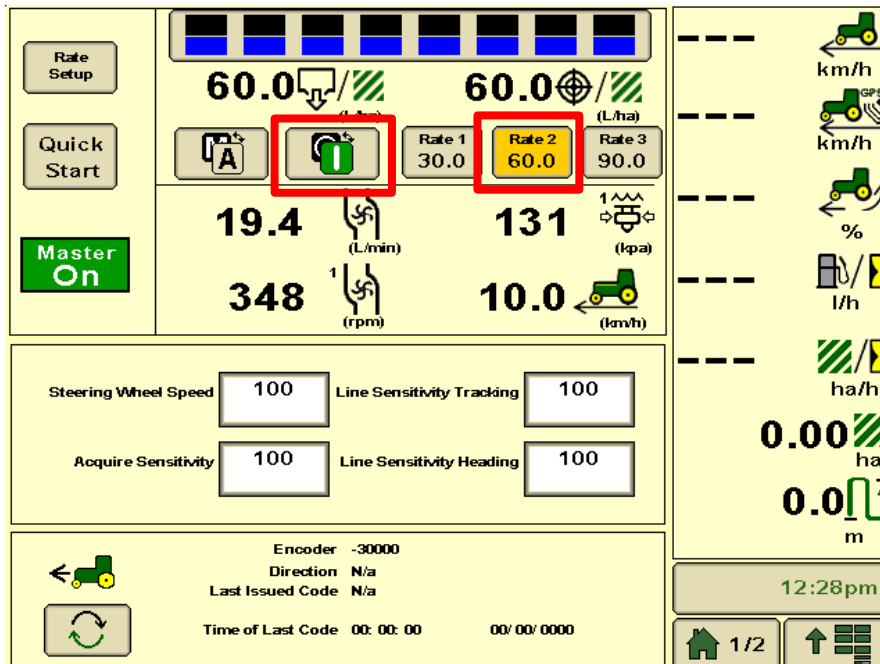 Rate
Setup
Quick
Start
Master
On
60.0 /
60.0 / (L/ha)
A
I
Rate 1
30.0
Rate 2
60.0
Rate 3
90.0
19.4 (L/min)
131 1 (kpa)
348 1 (rpm)
10.0 (km/h)
Steering Wheel Speed 100
Line Sensitivity Tracking 100
Acquire Sensitivity 100
Line Sensitivity Heading 100
Encoder -30000
Direction N/a
Last Issued Code N/a
Time of Last Code 00: 00: 00 00/ 00/ 0000
--- km/h
--- GPS km/h
--- %
--- / l/h
--- / ha/h
0.00 ha
0.0 m
12:28pm
1/2